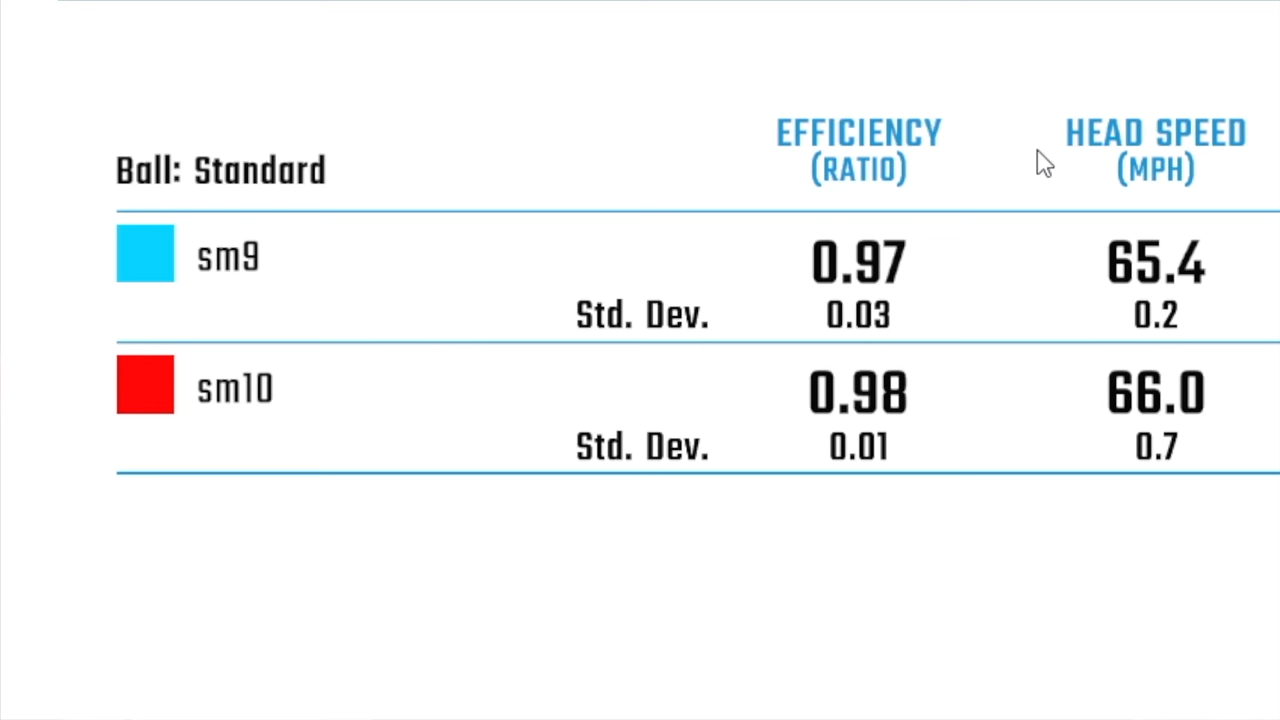 EFFICIENCY HEAD SPEED
Ball: Standard (RATIO) (MPH)
sm9 0.97 65.4
Std. Dev. 0.03 0.2
sm10 0.98 66.0
Std. Dev. 0.01 0.7